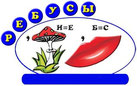 РЕБУСЫ
, Н=Е , Б=С